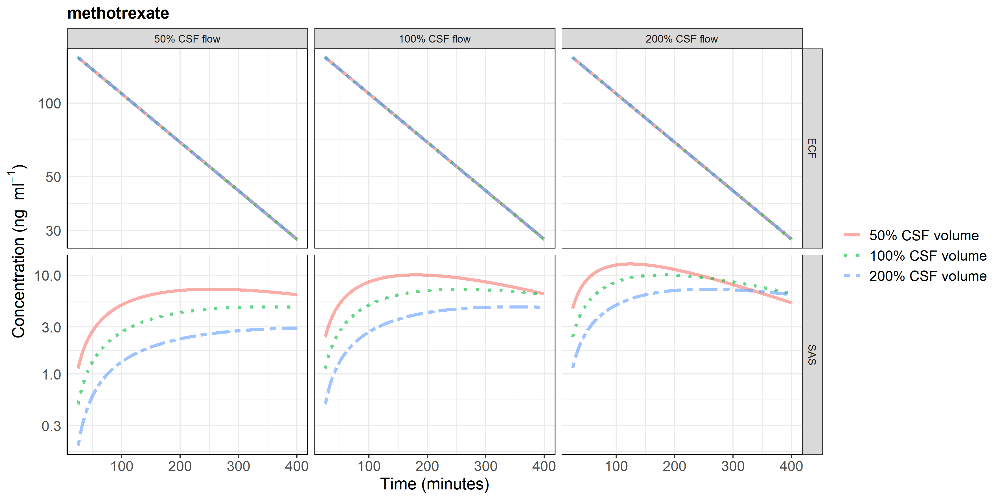 methotrexate
50% CSF flow
100% CSF flow
200% CSF flow
100
50
30
ECF
10.0
3.0
1.0
0.3
SAS
Concentration (ng ml⁻¹)
50% CSF volume
100% CSF volume
200% CSF volume
100 200 300 400
100 200 300 400
100 200 300 400
Time (minutes)